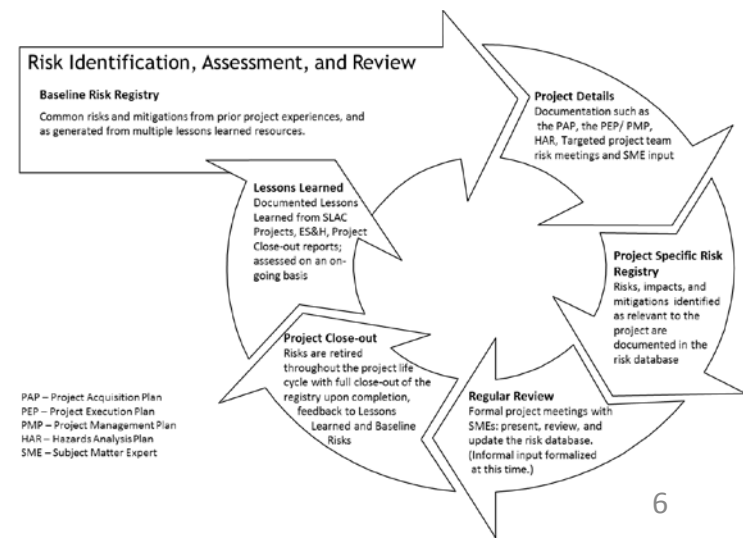 Risk Identification, Assessment, and Review
Baseline Risk Registry
Common risks and mitigations from prior project experiences, and
as generated from multiple lessons learned resources.
Project Details
Documentation such as
the PAP, the PEP/ PMP,
HAR, Targeted project team
risk meetings and SME input
Project Specific Risk
Registry
Risks, impacts, and
mitigations identified
as relevant to the
project are
documented in the
risk database
Regular Review
Formal project meetings with
SMEs: present, review, and
update the risk database.
(Informal input formalized
at this time.)
Project Close-out
Risks are retired
throughout the project life
cycle with full close-out of the
registry upon completion,
feedback to Lessons
Learned and Baseline
Risks
Lessons Learned
Documented Lessons
Learned from SLAC
Projects, ES&H, Project
Close-out reports;
assessed on an on-
going basis
PAP – Project Acquisition Plan
PEP – Project Execution Plan
PMP – Project Management Plan
HAR – Hazards Analysis Plan
SME – Subject Matter Expert
6